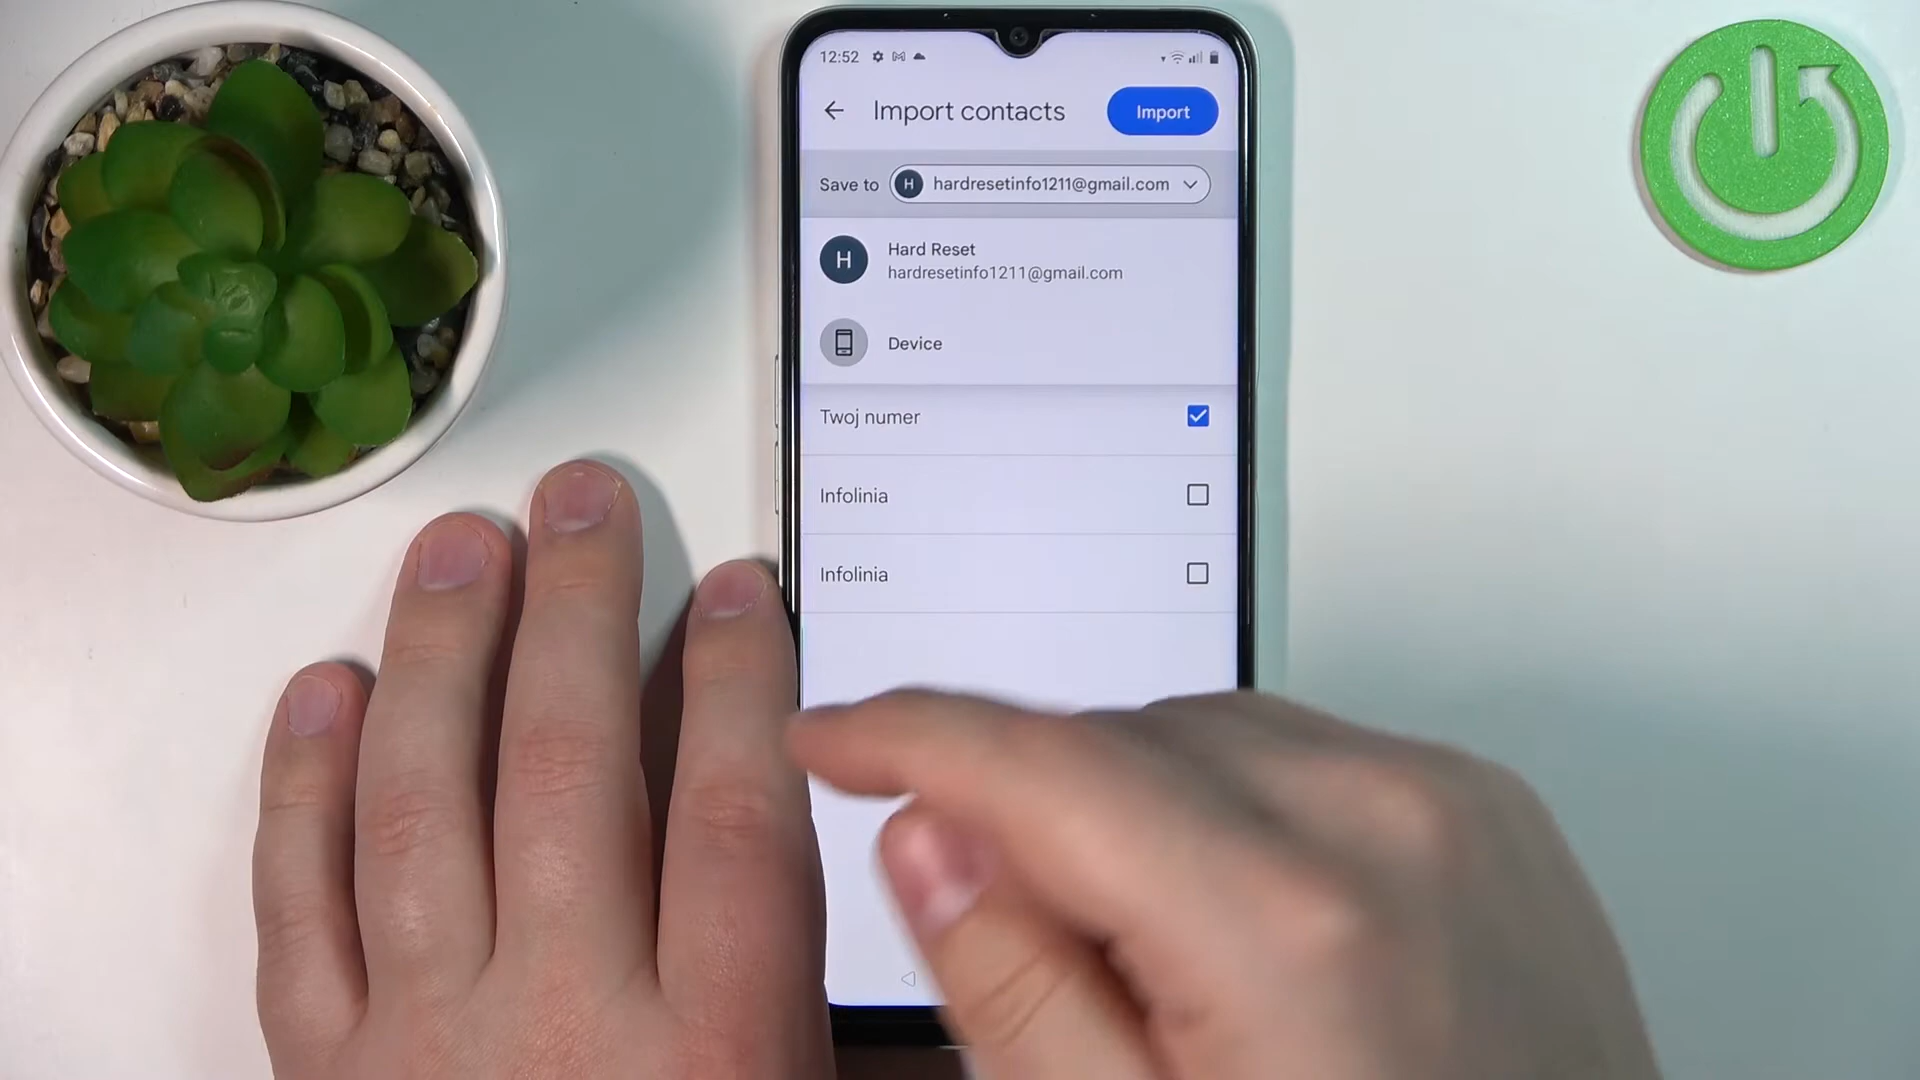 12:52
Import contacts
Import
Save to
H
hardresetinfo1211@gmail.com
H
Hard Reset
hardresetinfo1211@gmail.com
Device
Twoj numer
Infolinia
Infolinia